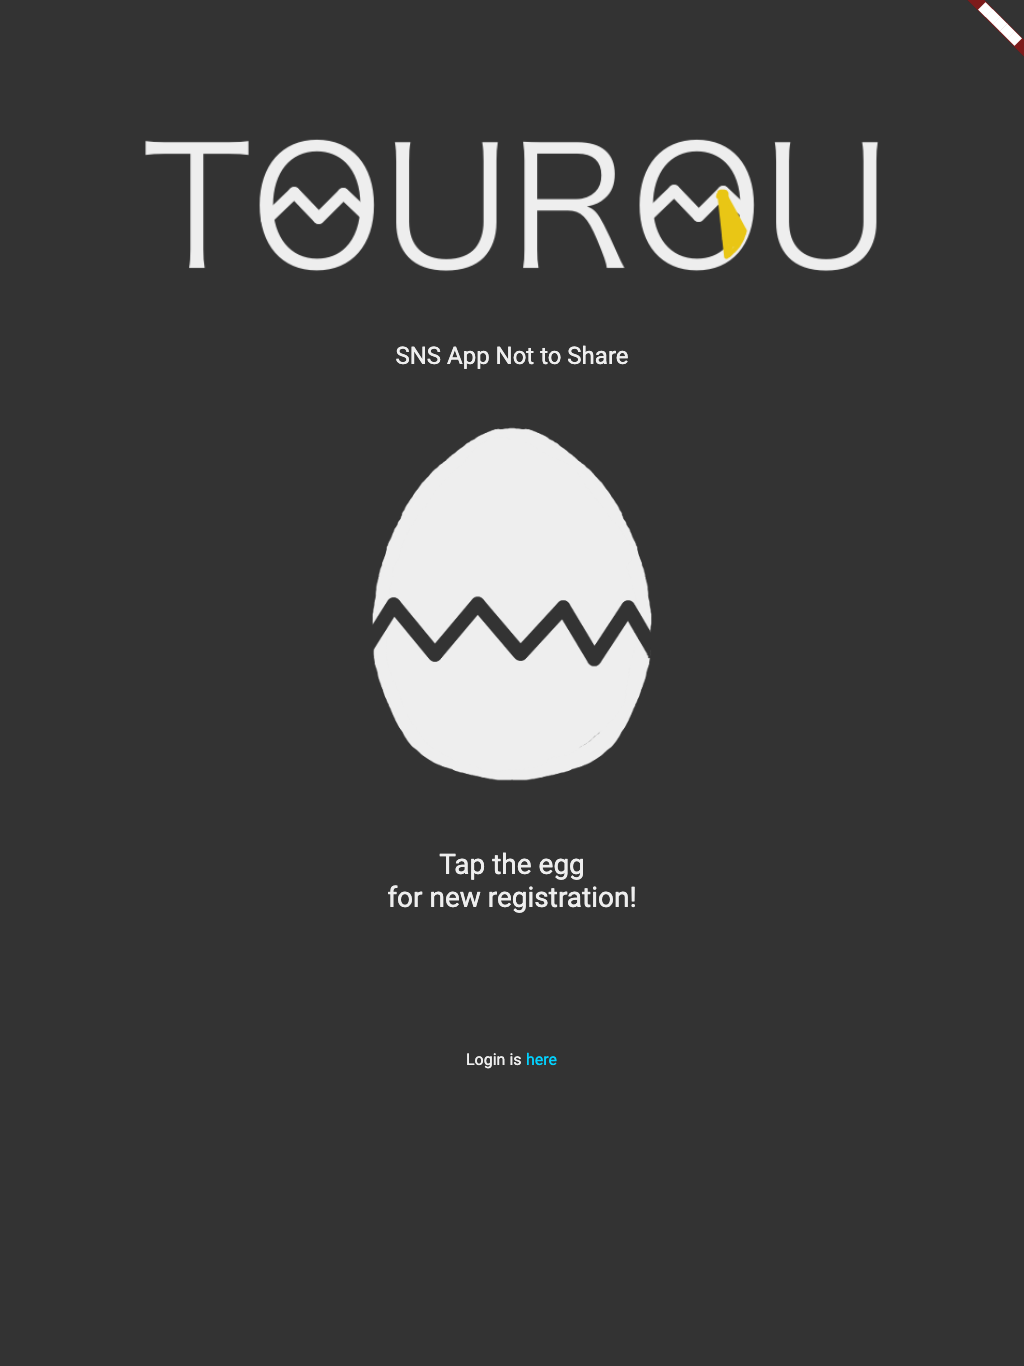 TOUROU
SNS App Not to Share
Tap the egg
for new registration!
Login is here